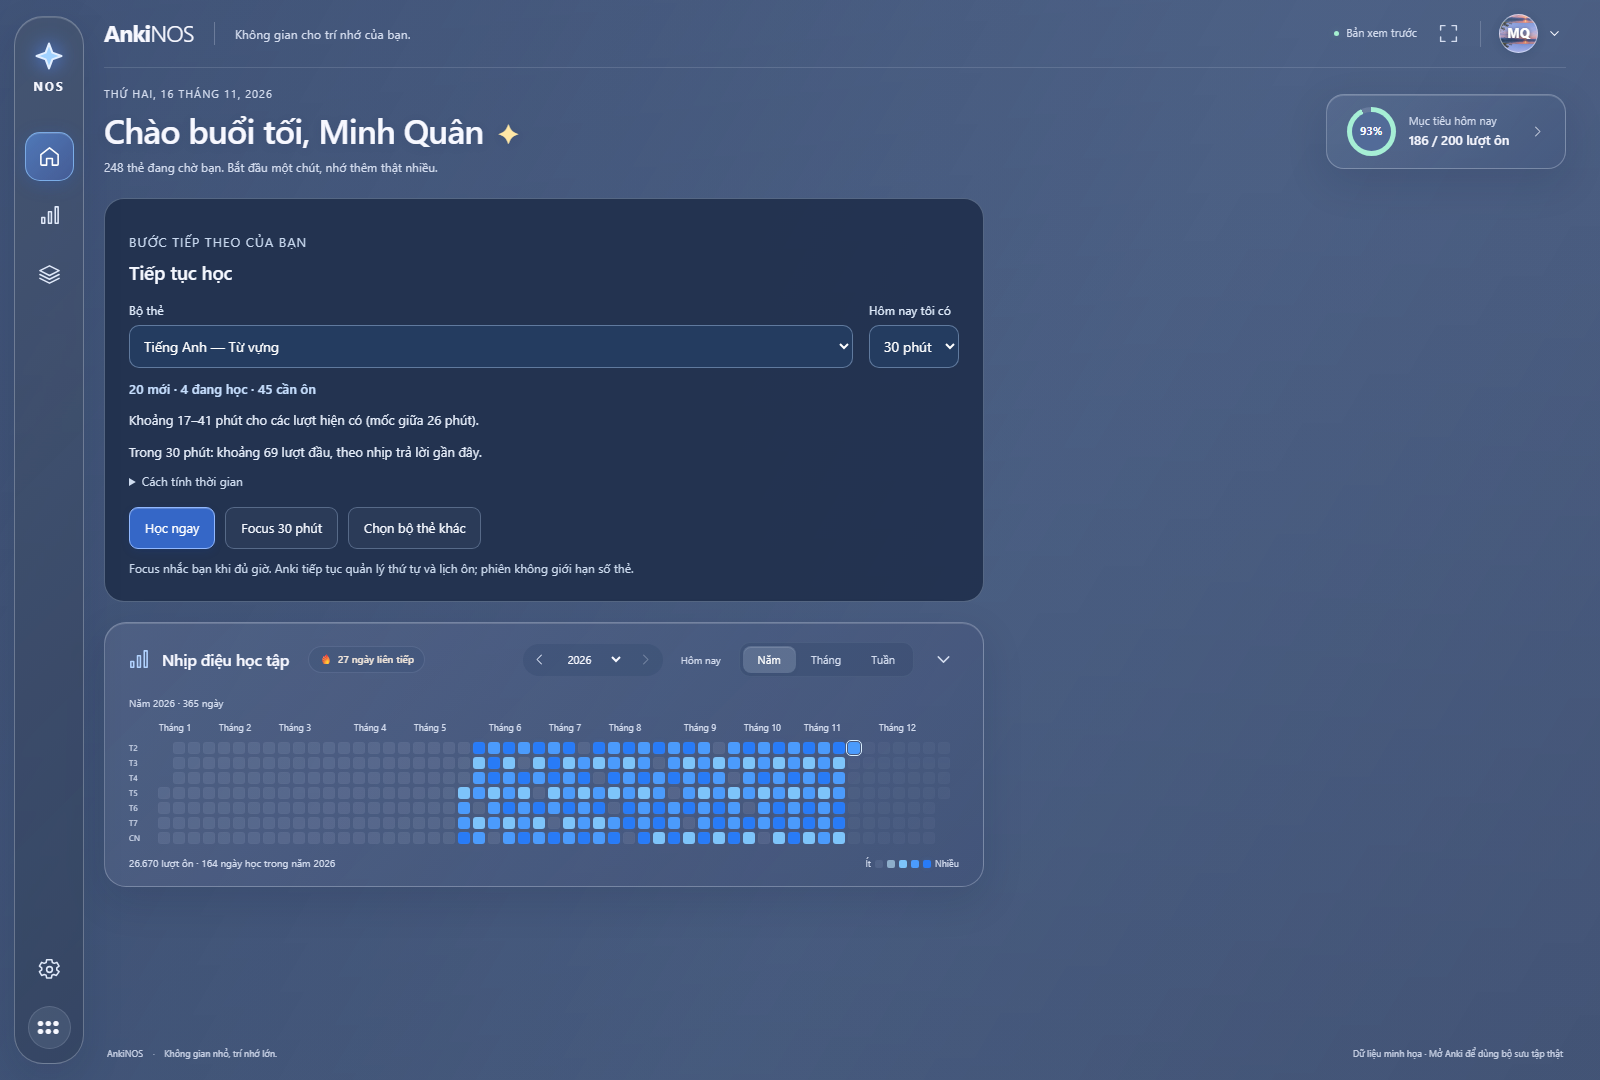 NOS
AnkiNOS
Không gian cho trí nhớ của bạn.
Bản xem trước
MQ
THỨ HAI, 16 THÁNG 11, 2026
Chào buổi tối, Minh Quân
248 thẻ đang chờ bạn. Bắt đầu một chút, nhớ thêm thật nhiều.
93%
Mục tiêu hôm nay
186 / 200 lượt ôn
BƯỚC TIẾP THEO CỦA BẠN
Tiếp tục học
Bộ thẻ
Hôm nay tôi có
Tiếng Anh — Từ vựng
30 phút
20 mới · 4 đang học · 45 cần ôn
Khoảng 17–41 phút cho các lượt hiện có (mốc giữa 26 phút).
Trong 30 phút: khoảng 69 lượt đầu, theo nhịp trả lời gần đây.
Cách tính thời gian
Học ngay
Focus 30 phút
Chọn bộ thẻ khác
Focus nhắc bạn khi đủ giờ. Anki tiếp tục quản lý thứ tự và lịch ôn; phiên không giới hạn số thẻ.
Nhịp điệu học tập
27 ngày liên tiếp
2026
Hôm nay
Năm
Tháng
Tuần
Năm 2026 · 365 ngày
Tháng 1 Tháng 2 Tháng 3 Tháng 4 Tháng 5 Tháng 6 Tháng 7 Tháng 8 Tháng 9 Tháng 10 Tháng 11 Tháng 12
T2
T3
T4
T5
T6
T7
CN
26.670 lượt ôn · 164 ngày học trong năm 2026
Ít
Nhiều
AnkiNOS · Không gian nhỏ, trí nhớ lớn.
Dữ liệu minh họa · Mở Anki để dùng bộ sưu tập thật